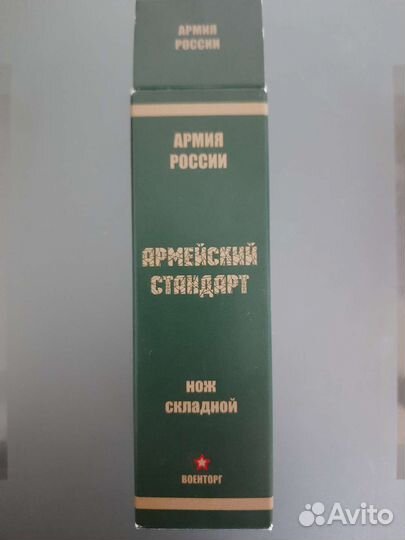 АРМИЯ
РОССИИ
АРМИЯ
РОССИИ
АРМЕЙСКИЙ
СТАНДАРТ
НОЖ
СКЛАДНОЙ
ВОЕНТОРГ
Avito